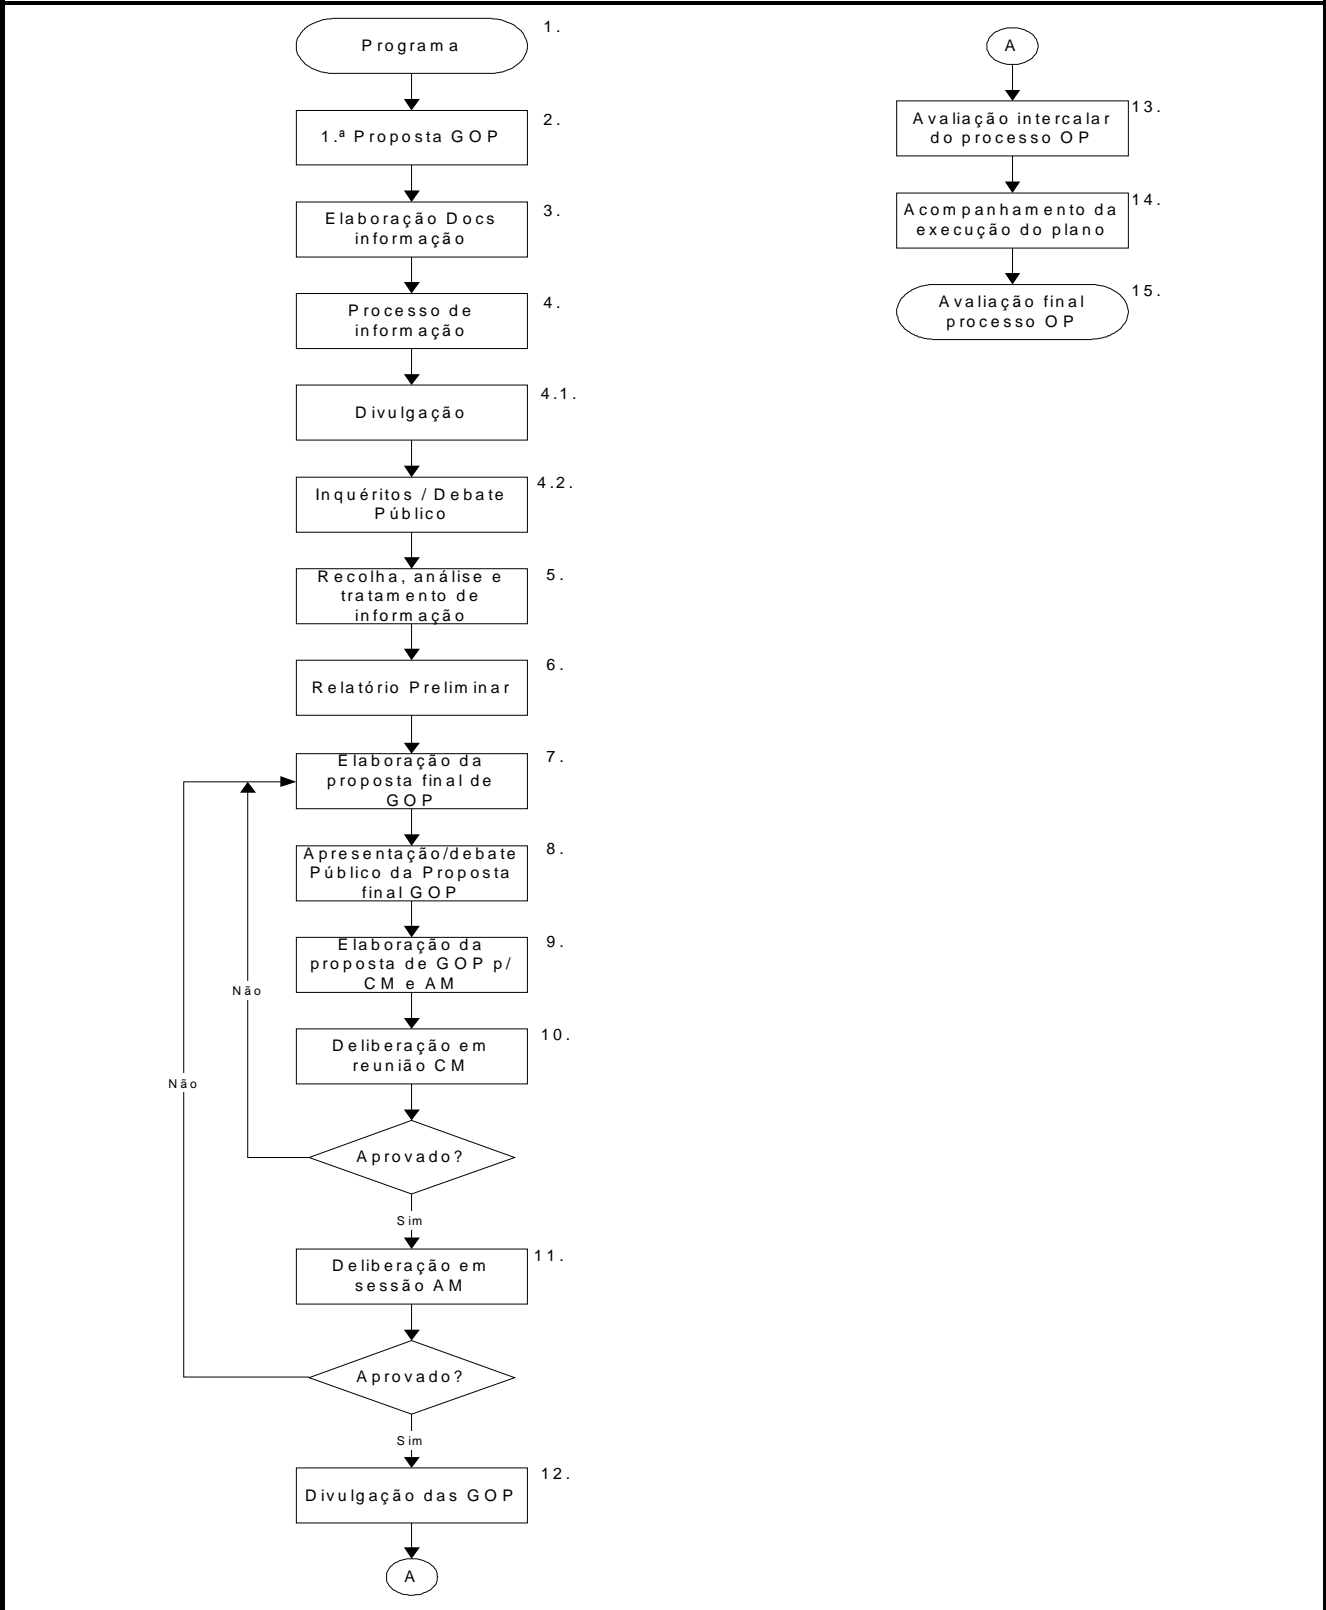 Programa
1.
1.ª Proposta GOP
2.
Elaboração Docs
informação
3.
Processo de
informação
4.
Divulgação
4.1.
Inquéritos / Debate
Público
4.2.
Recolha, análise e
tratamento de
informação
5.
Relatório Preliminar
6.
Elaboração da
proposta final de
GOP
7.
Apresentação/debate
Público da Proposta
final GOP
8.
Elaboração da
proposta de GOP p/
CM e AM
9.
Não
Deliberação em
reunião CM
10.
Não
Aprovado?
Sim
Deliberação em
sessão AM
11.
Aprovado?
Sim
Divulgação das GOP
12.
A
A
Avaliação intercalar
do processo OP
13.
Acompanhamento da
execução do plano
14.
Avaliação final
processo OP
15.